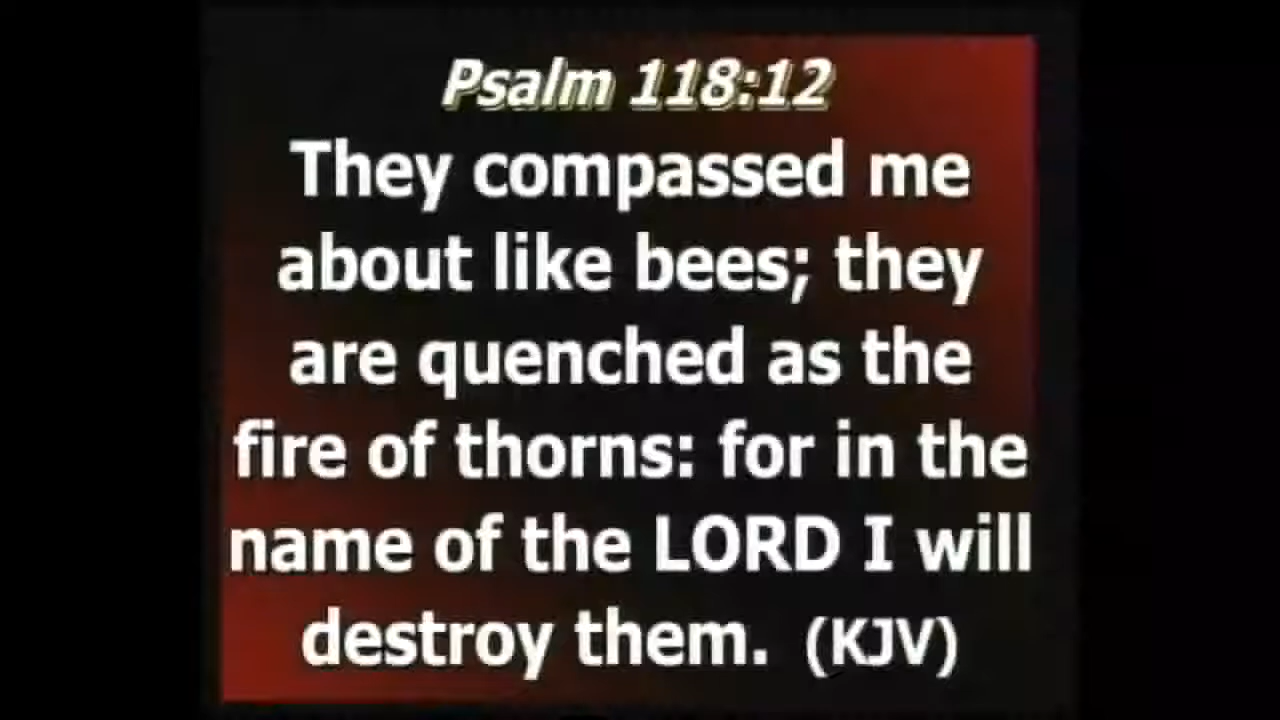 Psalm 118:12
They compassed me
about like bees; they
are quenched as the
fire of thorns: for in the
name of the LORD I will
destroy them. (KJV)